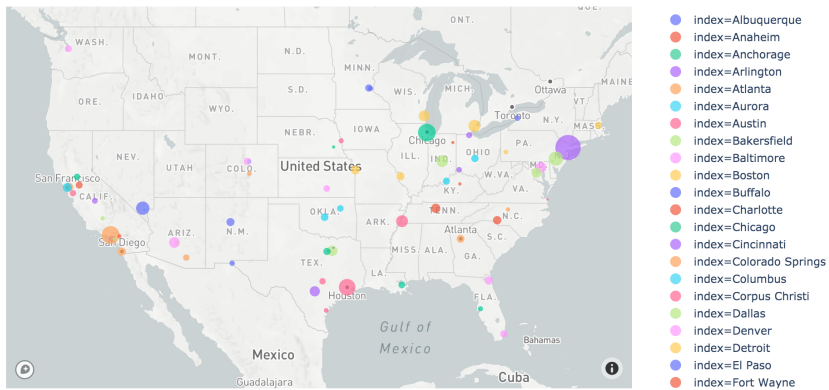 ONT.
QUE.
WASH.
MONT.
N.D.
MINN.
Ottawa
MAINE
ORE.
IDAHO
S.D.
WIS.
MICH.
Toronto
VT.
WYO.
N.Y.
MASS.
NEBR.
IOWA
Chicago
PA.
NEV.
UTAH
COLO.
United States
ILL.
IND.
OHIO
MD.
San Francisco
W.VA.
CALIF.
KY.
VA.
ARIZ.
N.M.
OKLA.
ARK.
TENN.
N.C.
San Diego
MISS.
ALA.
Atlanta
S.C.
GA.
TEX.
LA.
Houston
FLA.
Gulf of
Mexico
Bahamas
Mexico
Cuba
Guadalajara
index=Albuquerque
index=Anaheim
index=Anchorage
index=Arlington
index=Atlanta
index=Aurora
index=Austin
index=Bakersfield
index=Baltimore
index=Boston
index=Buffalo
index=Charlotte
index=Chicago
index=Cincinnati
index=Colorado Springs
index=Columbus
index=Corpus Christi
index=Dallas
index=Denver
index=Detroit
index=El Paso
index=Fort Wayne